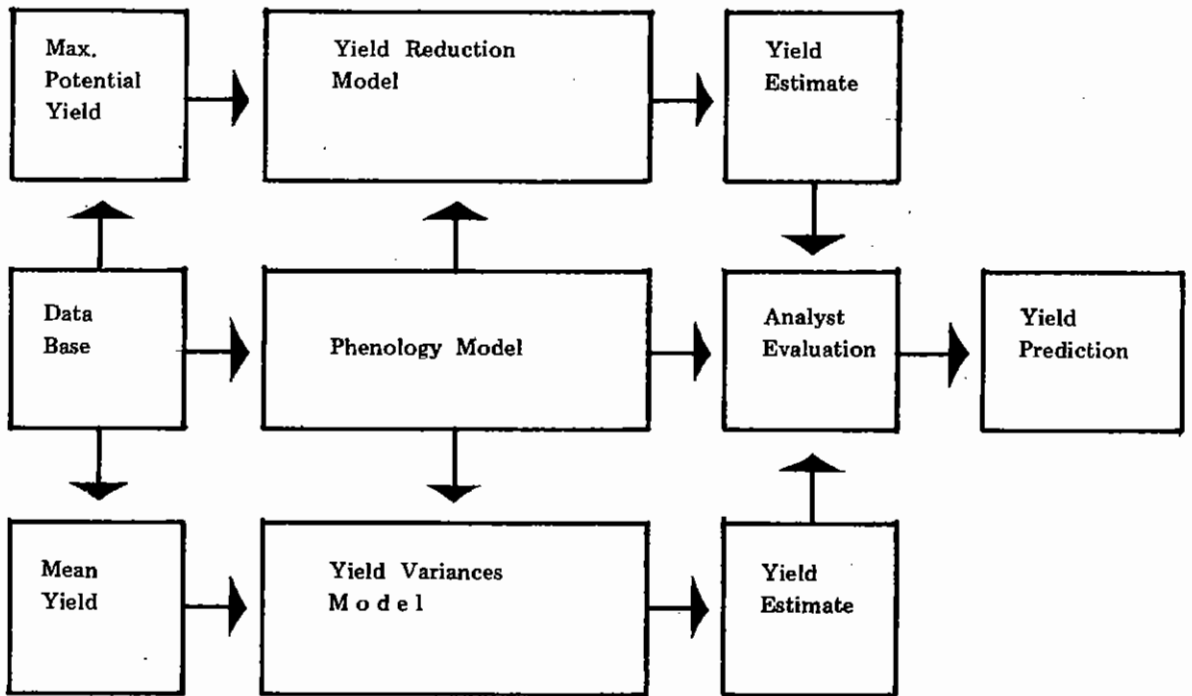 Max.
Potential
Yield
Yield Reduction
Model
Yield
Estimate
Data
Base
Phenology Model
Analyst
Evaluation
Yield
Prediction
Mean
Yield
Yield Variances
Model
Yield
Estimate